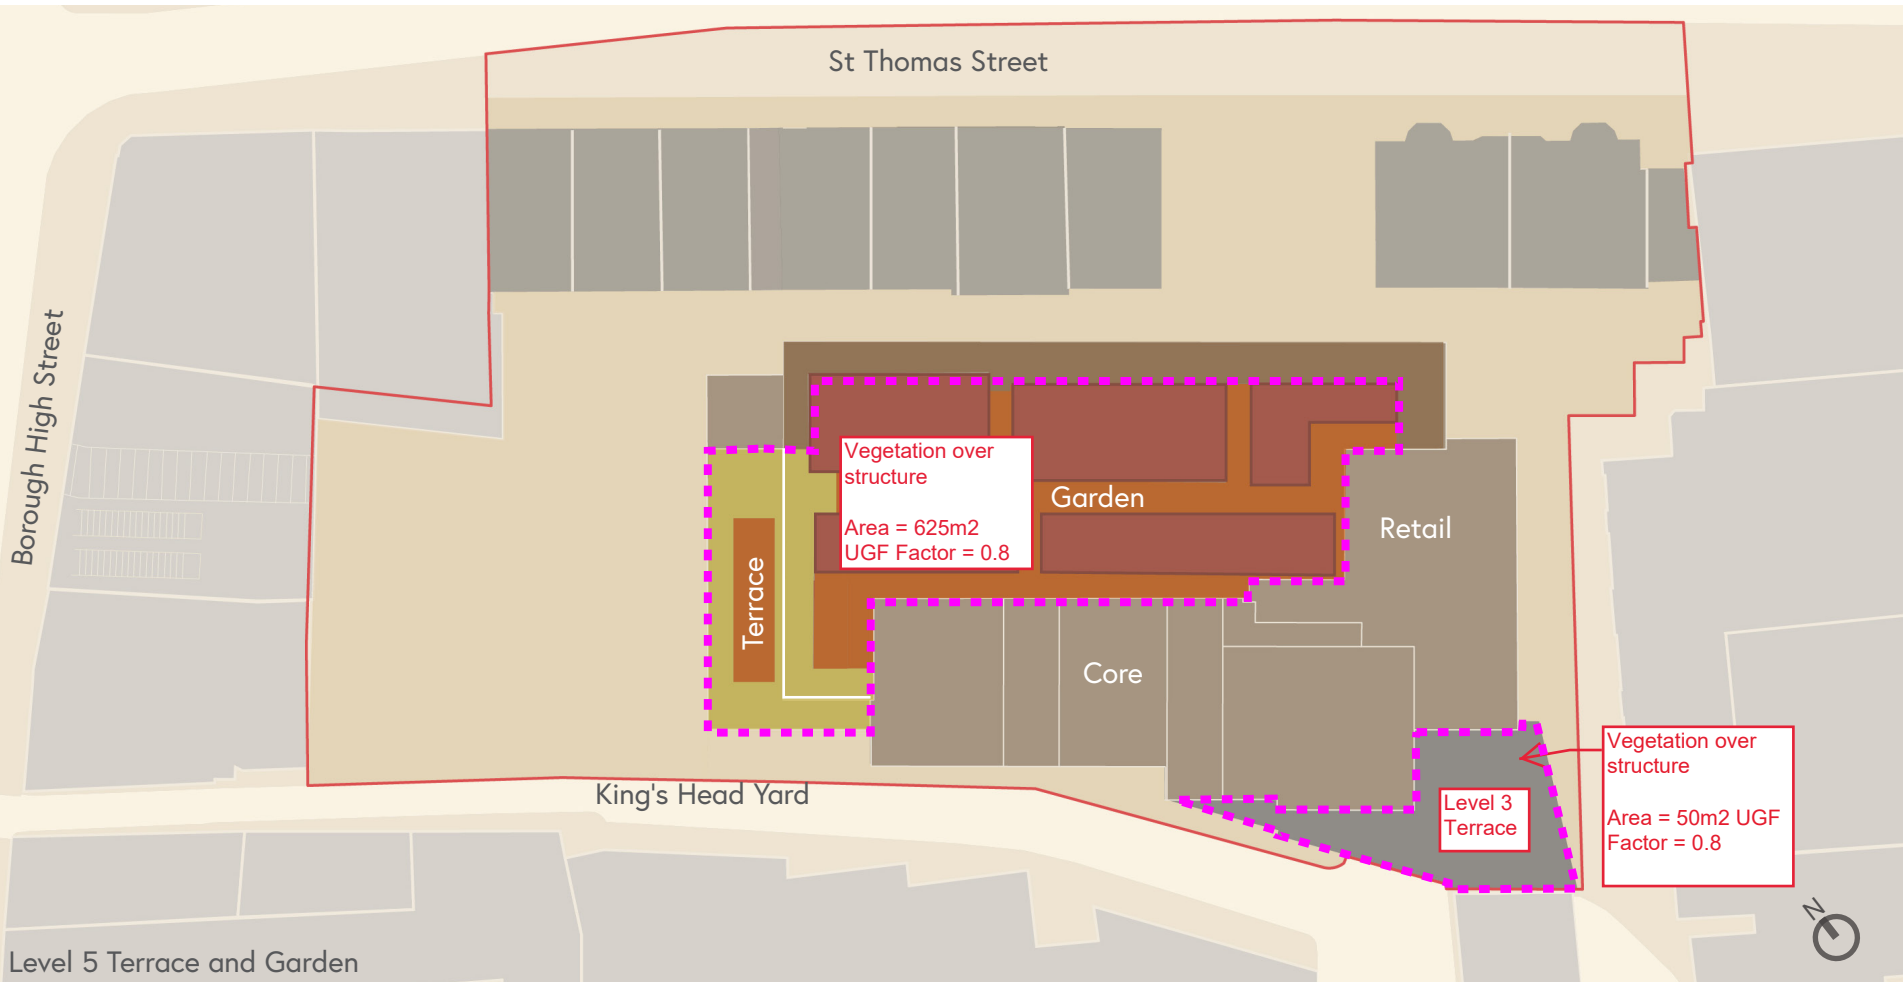 St Thomas Street
Borough High Street
Vegetation over
structure
Area = 625m2
UGF Factor = 0.8
Garden
Retail
Terrace
Core
Vegetation over
structure
Area = 50m2 UGF
Factor = 0.8
Level 3
Terrace
King's Head Yard
N
Level 5 Terrace and Garden